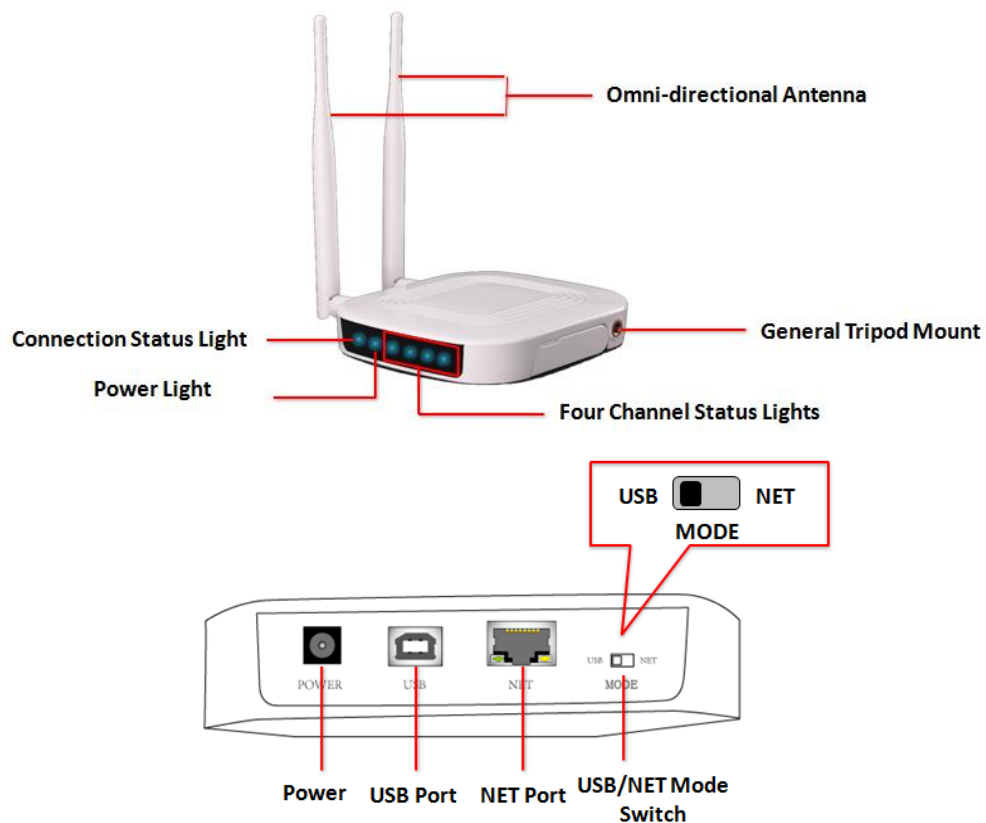 Omni-directional Antenna
Connection Status Light
General Tripod Mount
Power Light
Four Channel Status Lights
USB NET
MODE
USB NET
POWER USB NET MODE
Power USB Port NET Port USB/NET Mode
Switch